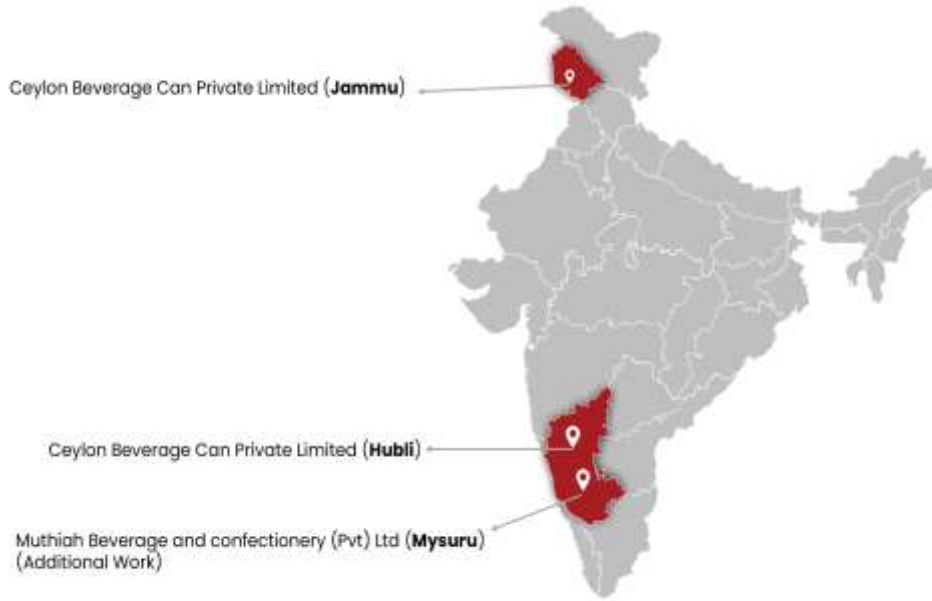 Ceylon Beverage Can Private Limited (Jammu)
Ceylon Beverage Can Private Limited (Hubli)
Muthiah Beverage and confectionery (Pvt) Ltd (Mysuru)
(Additional Work)